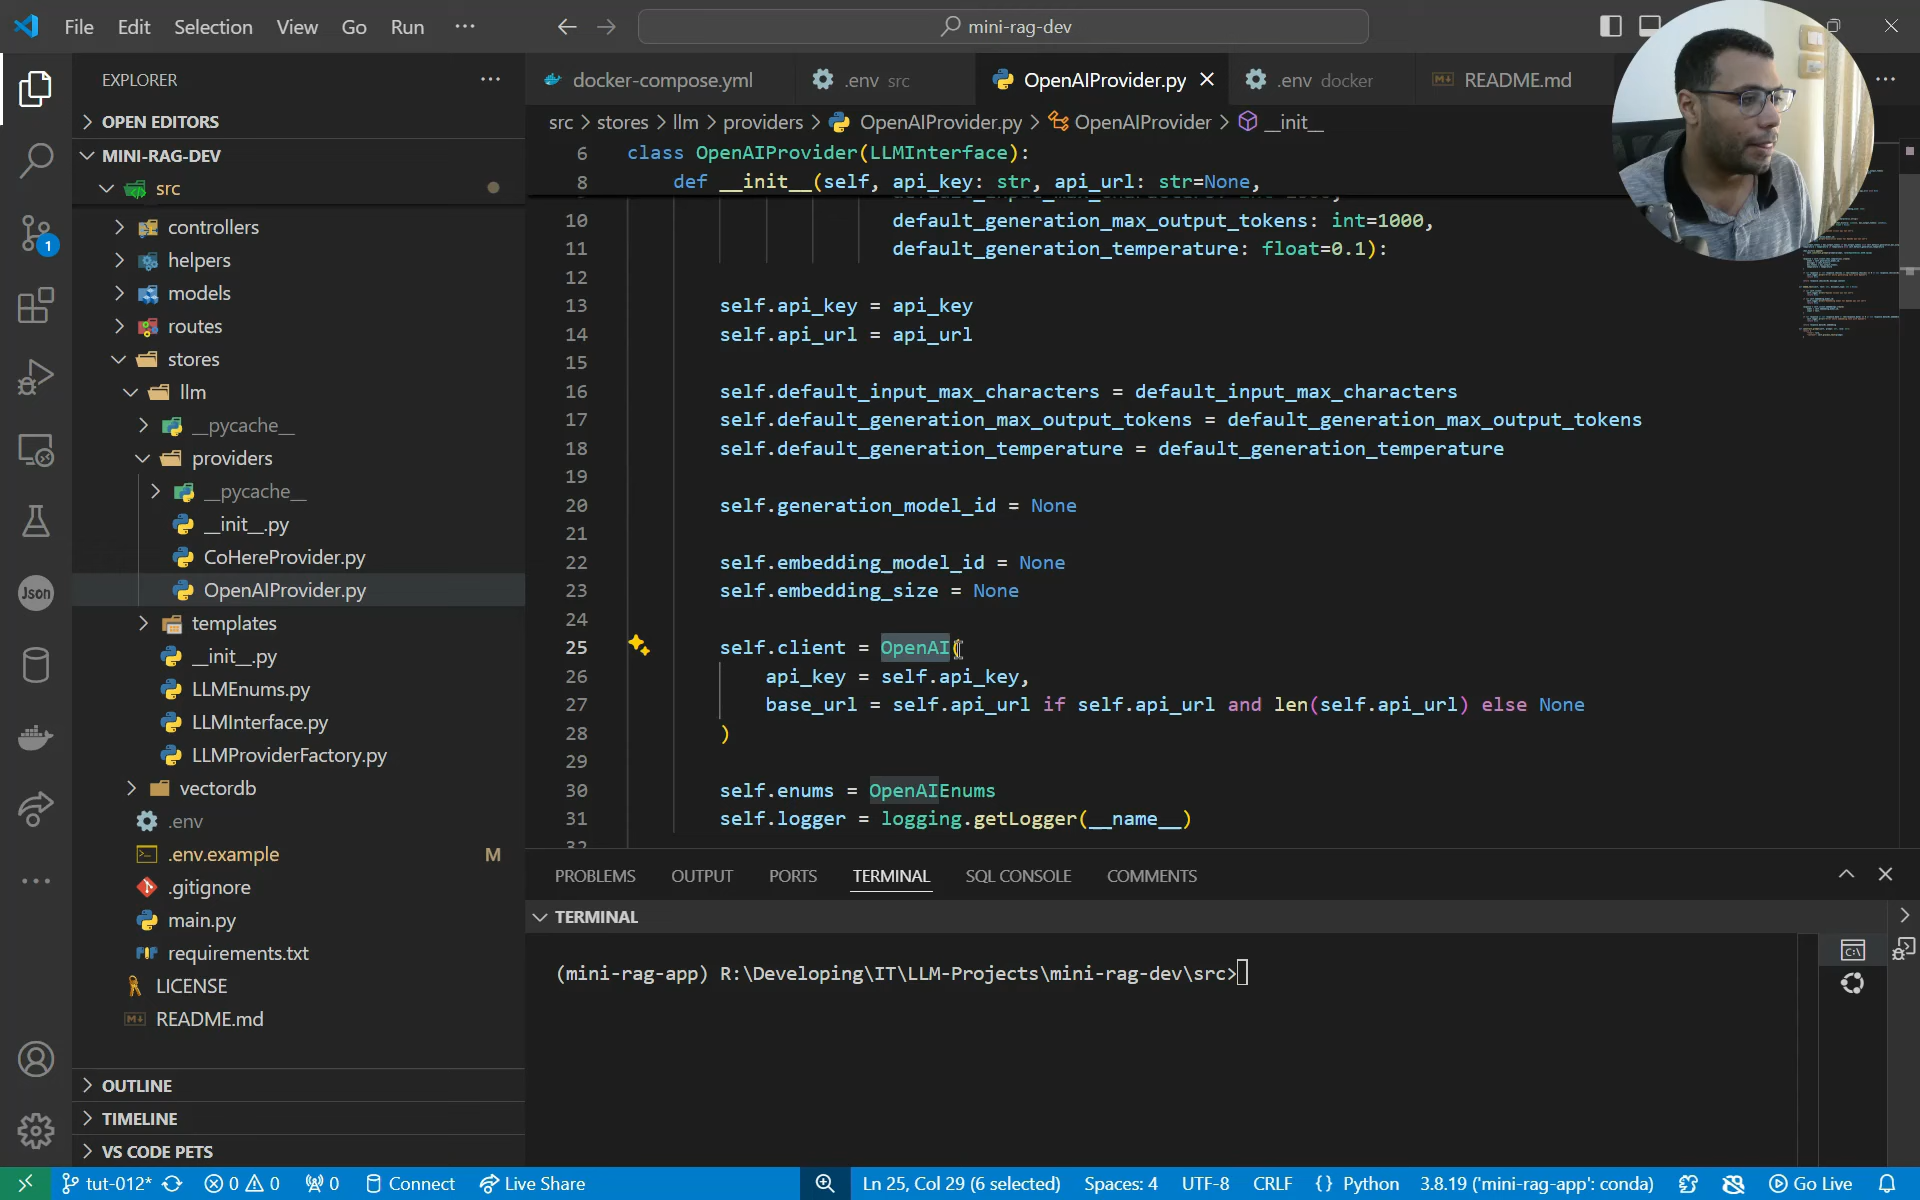 File Edit Selection View Go Run ···
mini-rag-dev
EXPLORER
OPEN EDITORS
MINI-RAG-DEV
src
controllers
helpers
models
routes
stores
llm
__pycache__
providers
__pycache__
__init__.py
CoHereProvider.py
OpenAIProvider.py
templates
__init__.py
LLMEnums.py
LLMInterface.py
LLMProviderFactory.py
vectordb
.env
.env.example M
.gitignore
main.py
requirements.txt
LICENSE
README.md
OUTLINE
TIMELINE
VS CODE PETS
1
Json
docker-compose.yml .env src OpenAIProvider.py .env docker README.md
src > stores > llm > providers > OpenAIProvider.py > OpenAIProvider > __init__
6 class OpenAIProvider(LLMInterface):
8 def __init__(self, api_key: str, api_url: str=None,
10 default_generation_max_output_tokens: int=1000,
11 default_generation_temperature: float=0.1):
12
13 self.api_key = api_key
14 self.api_url = api_url
15
16 self.default_input_max_characters = default_input_max_characters
17 self.default_generation_max_output_tokens = default_generation_max_output_tokens
18 self.default_generation_temperature = default_generation_temperature
19
20 self.generation_model_id = None
21
22 self.embedding_model_id = None
23 self.embedding_size = None
24
25 self.client = OpenAI(
26 api_key = self.api_key,
27 base_url = self.api_url if self.api_url and len(self.api_url) else None
28 )
29
30 self.enums = OpenAIEnums
31 self.logger = logging.getLogger(__name__)
PROBLEMS OUTPUT PORTS TERMINAL SQL CONSOLE COMMENTS
TERMINAL
(mini-rag-app) R:\Developing\IT\LLM-Projects\mini-rag-dev\src>
tut-012* 0 0 0 Connect Live Share Ln 25, Col 29 (6 selected) Spaces: 4 UTF-8 CRLF {} Python 3.8.19 ('mini-rag-app': conda) Go Live